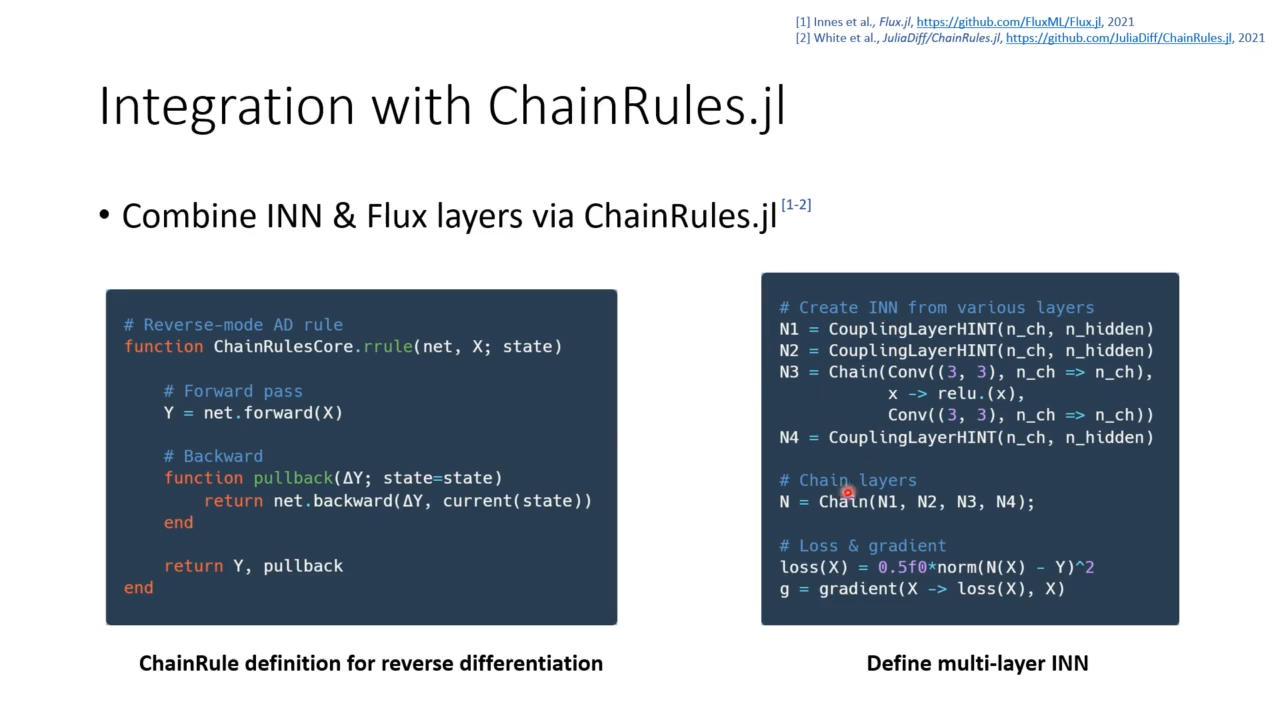 [1] Innes et al., Flux.jl, https://github.com/FluxML/Flux.jl, 2021
[2] White et al., JuliaDiff/ChainRules.jl, https://github.com/JuliaDiff/ChainRules.jl, 2021
Integration with ChainRules.jl
• Combine INN & Flux layers via ChainRules.jl [1-2]
# Reverse-mode AD rule
function ChainRulesCore.rrule(net, X; state)
# Forward pass
Y = net.forward(X)
# Backward
function pullback(ΔY; state=state)
return net.backward(ΔY, current(state))
end
return Y, pullback
end
ChainRule definition for reverse differentiation
# Create INN from various layers
N1 = CouplingLayerHINT(n_ch, n_hidden)
N2 = CouplingLayerHINT(n_ch, n_hidden)
N3 = Chain(Conv((3, 3), n_ch => n_ch),
x -> relu.(x),
Conv((3, 3), n_ch => n_ch))
N4 = CouplingLayerHINT(n_ch, n_hidden)
# Chain layers
N = Chain(N1, N2, N3, N4);
# Loss & gradient
loss(X) = 0.5f0*norm(N(X) - Y)^2
g = gradient(X -> loss(X), X)
Define multi-layer INN